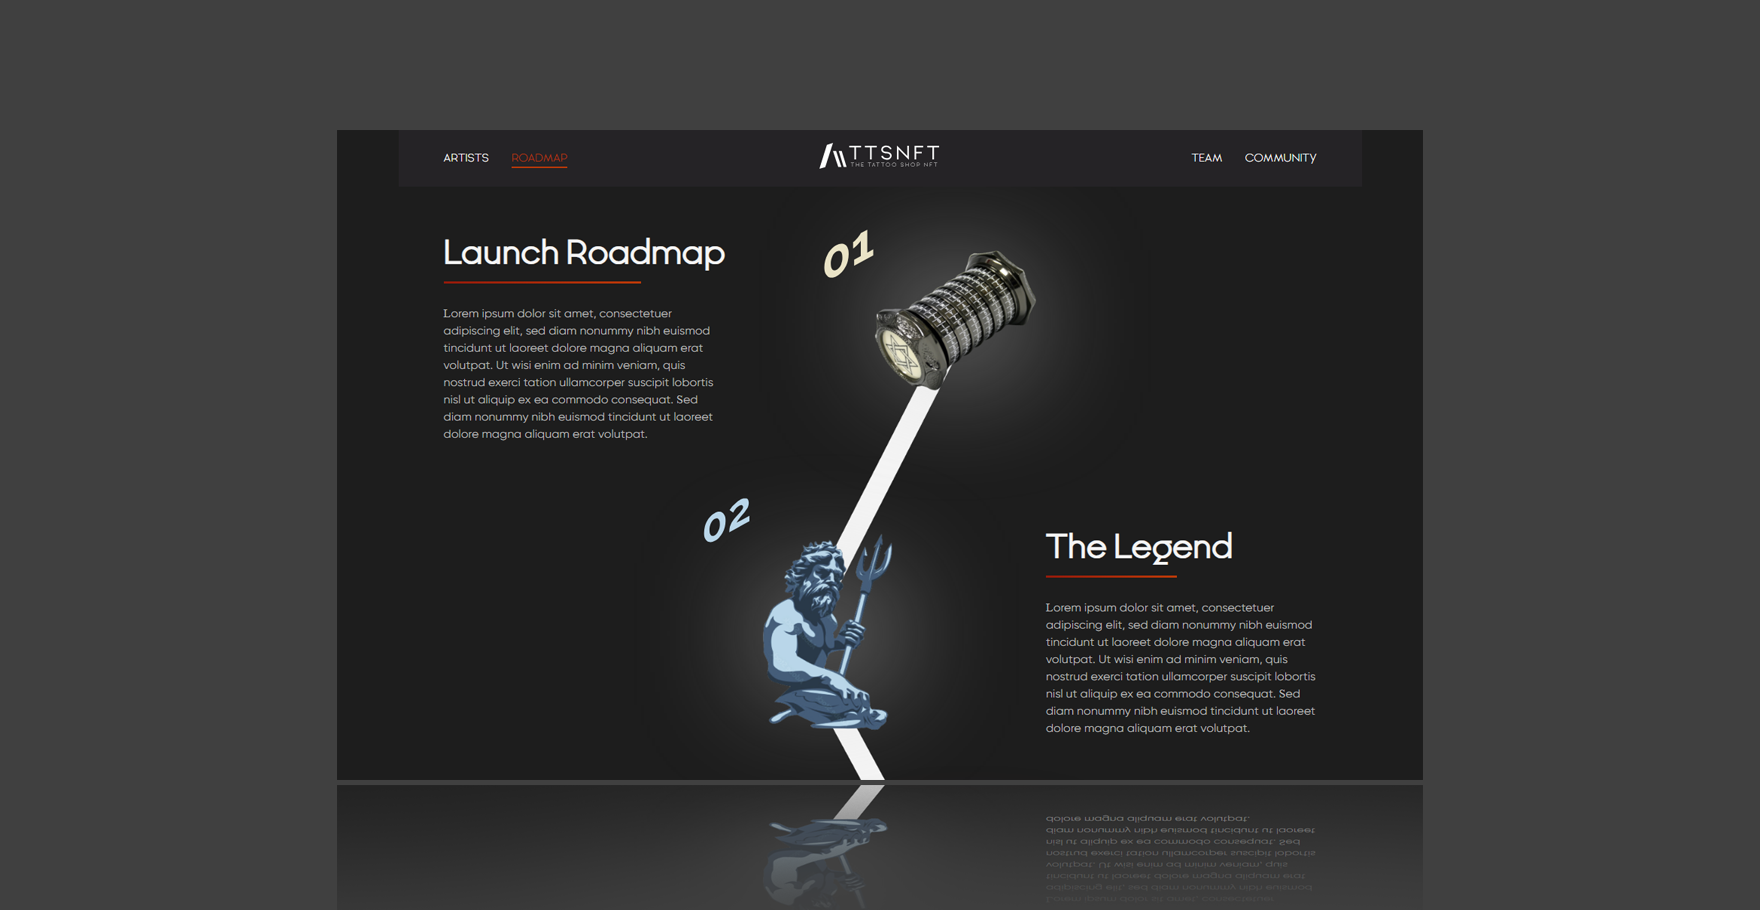 ARTISTS
ROADMAP
TTSNFT
THE TATTOO SHOP NFT
TEAM
COMMUNITY
01
Launch Roadmap
Lorem ipsum dolor sit amet, consectetuer
adipiscing elit, sed diam nonummy nibh euismod
tincidunt ut laoreet dolore magna aliquam erat
volutpat. Ut wisi enim ad minim veniam, quis
nostrud exerci tation ullamcorper suscipit lobortis
nisl ut aliquip ex ea commodo consequat. Sed
diam nonummy nibh euismod tincidunt ut laoreet
dolore magna aliquam erat volutpat.
02
The Legend
Lorem ipsum dolor sit amet, consectetuer
adipiscing elit, sed diam nonummy nibh euismod
tincidunt ut laoreet dolore magna aliquam erat
volutpat. Ut wisi enim ad minim veniam, quis
nostrud exerci tation ullamcorper suscipit lobortis
nisl ut aliquip ex ea commodo consequat. Sed
diam nonummy nibh euismod tincidunt ut laoreet
dolore magna aliquam erat volutpat.